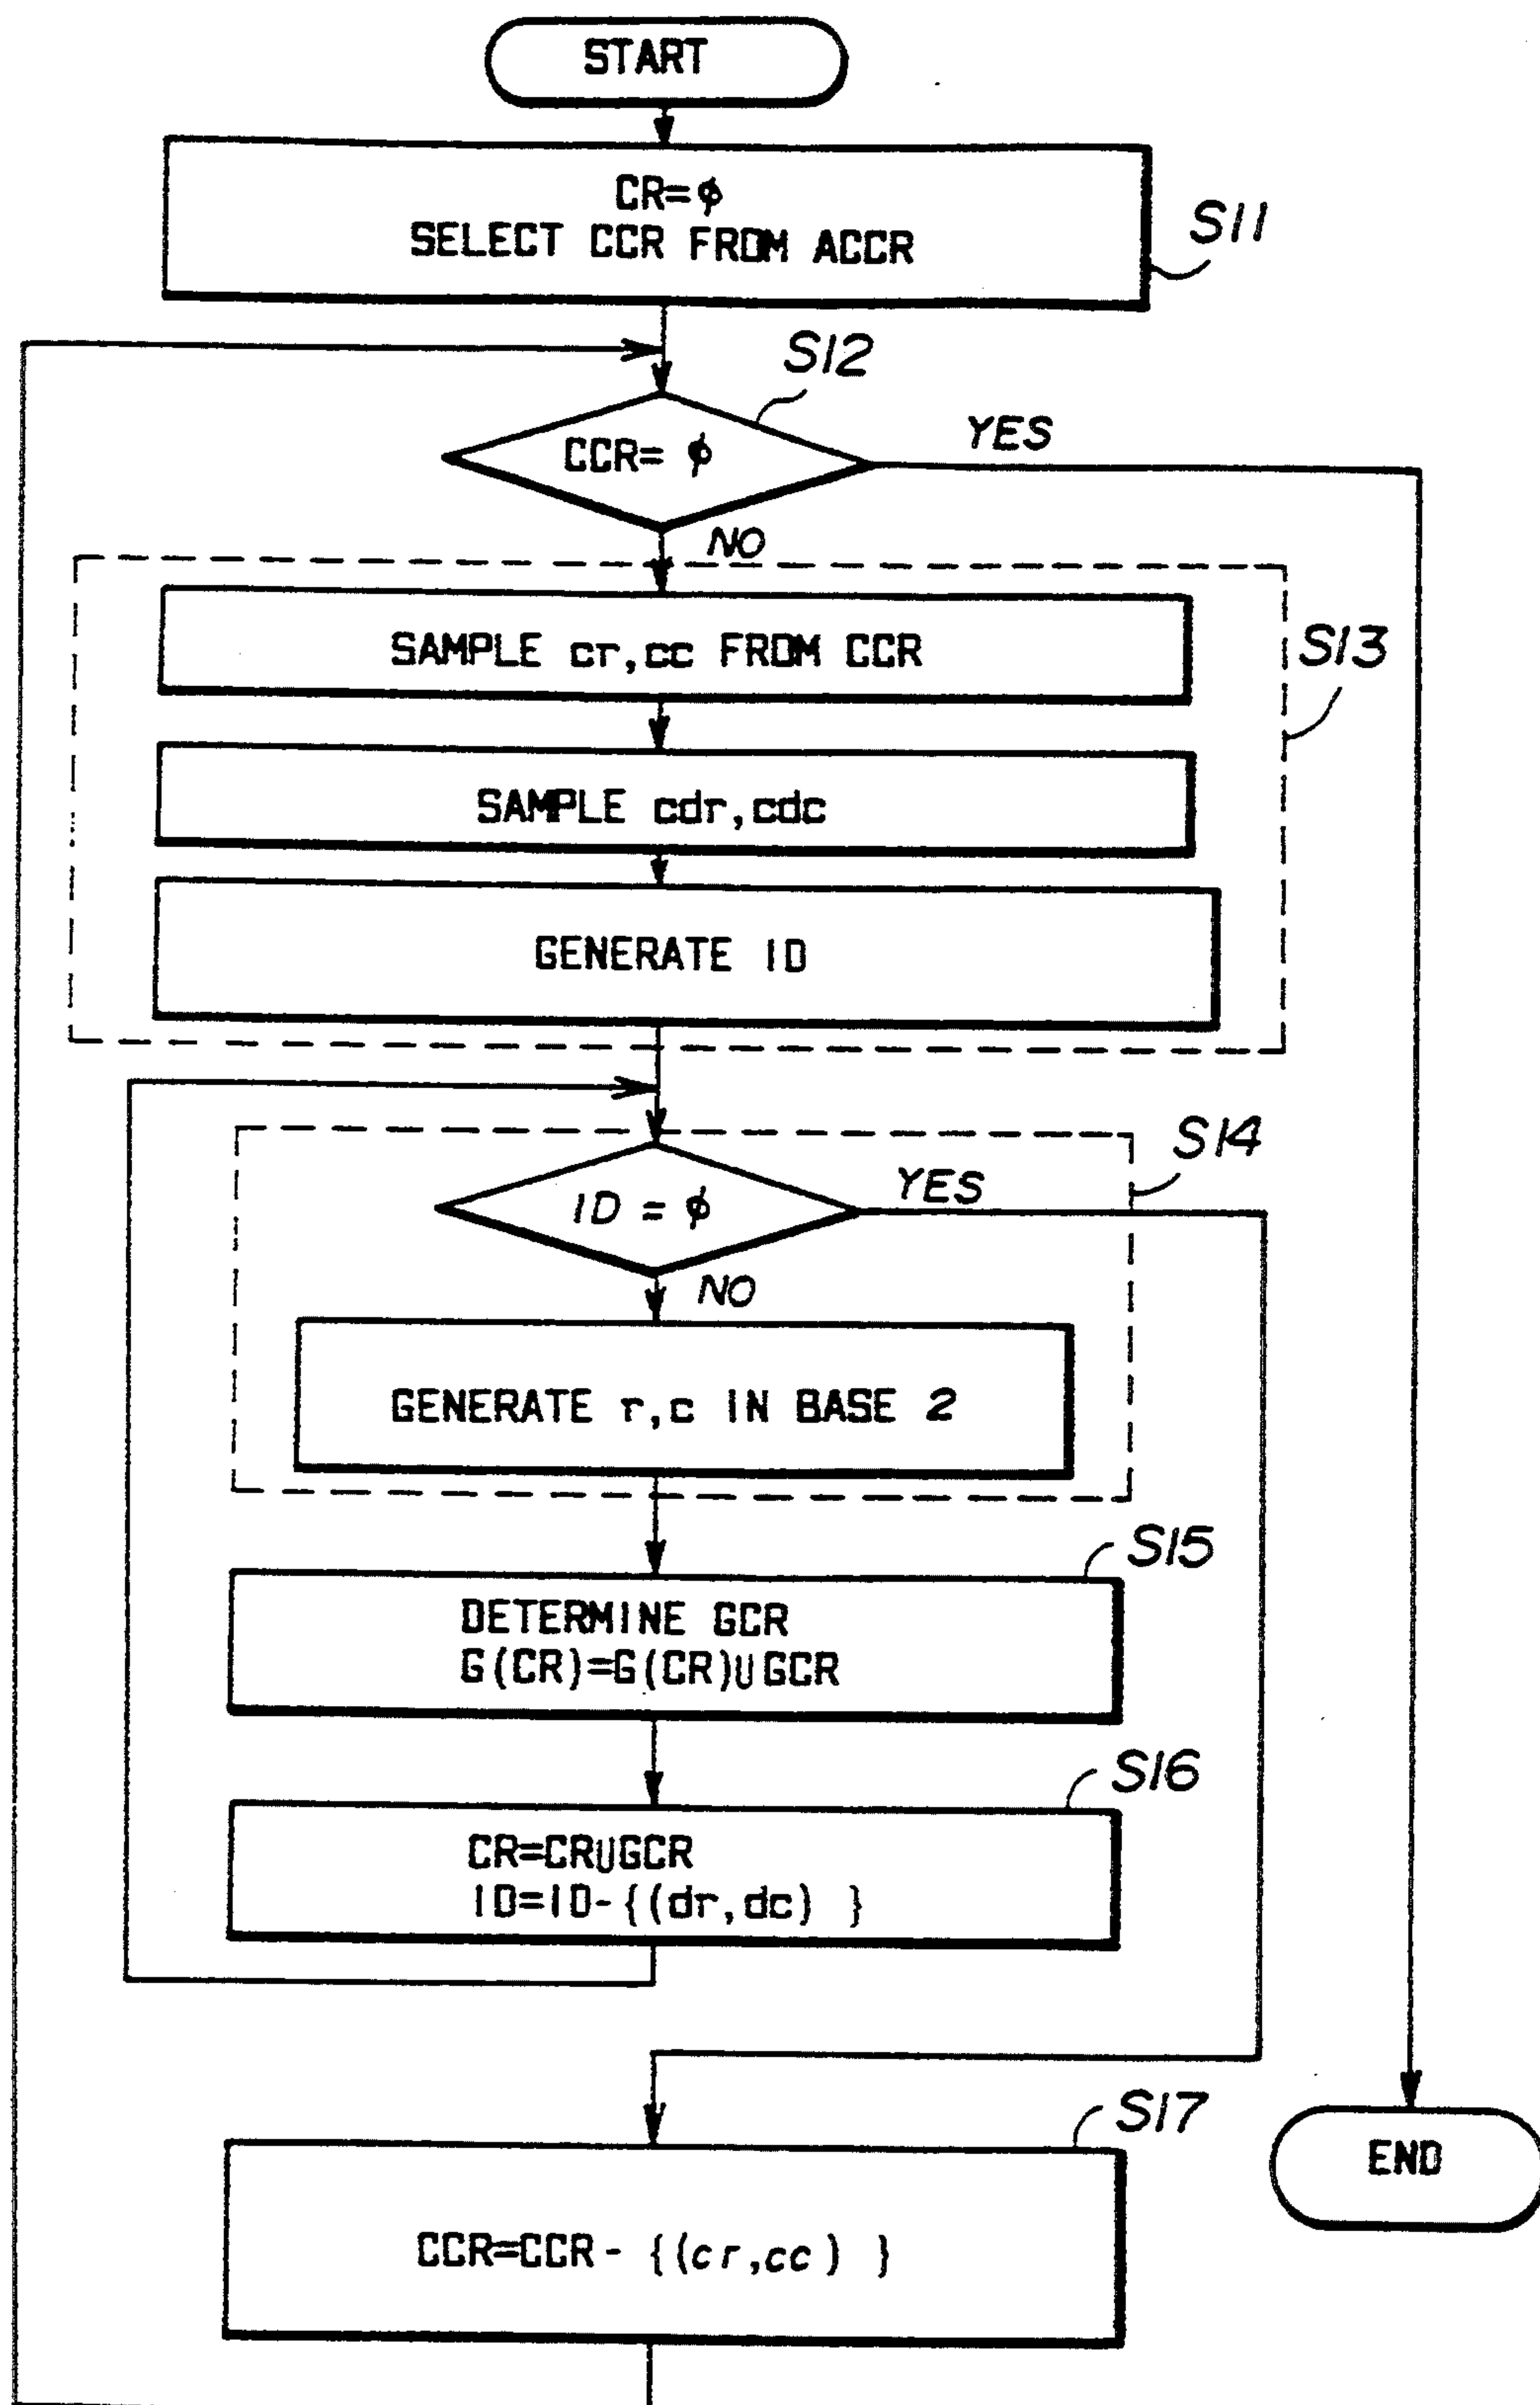 START
CR=φ
SELECT CCR FROM ACCR
S11
S12
CCR= φ
YES
NO
SAMPLE cr,cc FROM CCR
S13
SAMPLE cdr,cdc
GENERATE ID
S14
ID = φ
YES
NO
GENERATE r,c IN BASE 2
S15
DETERMINE GCR
G(CR)=G(CR)∪GCR
S16
CR=CR∪GCR
ID=ID-{(dr,dc) }
S17
END
CCR=CCR- {(cr,cc) }